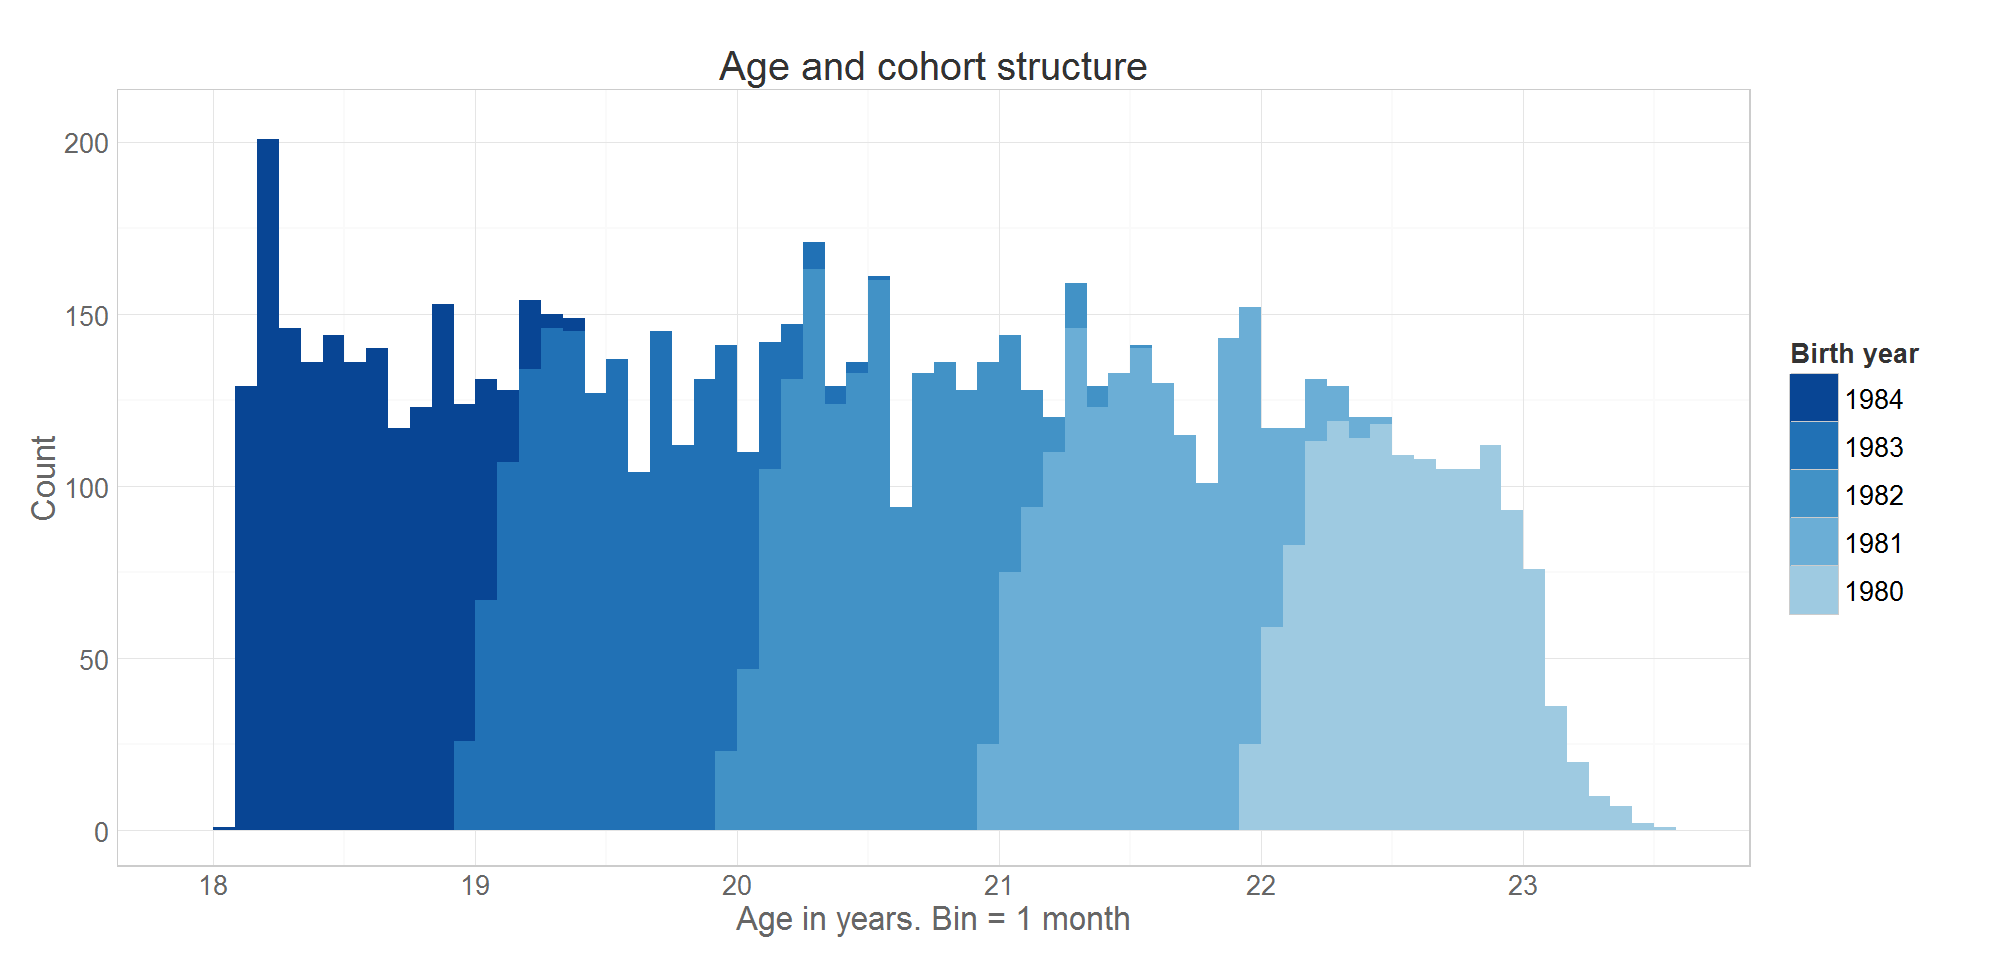 Age and cohort structure
200
150
100
50
0
Count
18 19 20 21 22 23
Age in years. Bin = 1 month
Birth year
1984
1983
1982
1981
1980